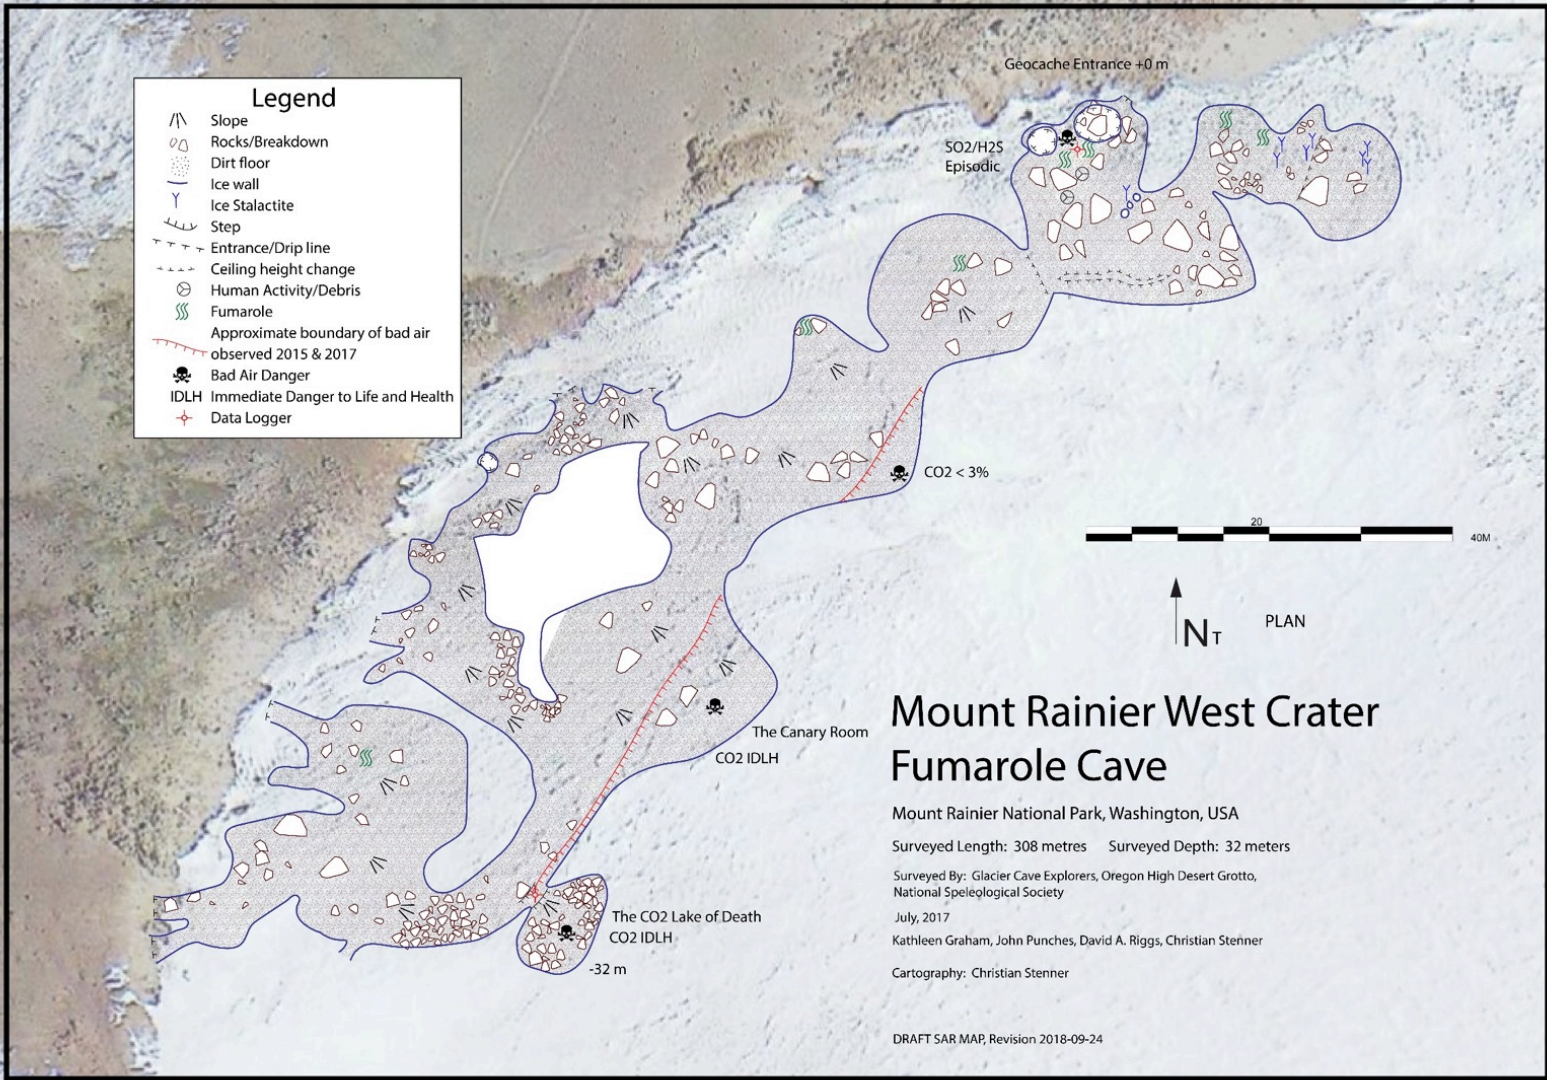 Geocache Entrance +0 m
Legend
Slope
Rocks/Breakdown
Dirt floor
Ice wall
Ice Stalactite
Step
Entrance/Drip line
Ceiling height change
Human Activity/Debris
Fumarole
Approximate boundary of bad air
observed 2015 & 2017
Bad Air Danger
IDLH Immediate Danger to Life and Health
Data Logger
SO2/H2S
Episodic
CO2 < 3%
20
40M
NT
PLAN
The Canary Room
CO2 IDLH
The CO2 Lake of Death
CO2 IDLH
-32 m
Mount Rainier West Crater
Fumarole Cave
Mount Rainier National Park, Washington, USA
Surveyed Length: 308 metres Surveyed Depth: 32 meters
Surveyed By: Glacier Cave Explorers, Oregon High Desert Grotto,
National Speleological Society
July, 2017
Kathleen Graham, John Punches, David A. Riggs, Christian Stenner
Cartography: Christian Stenner
DRAFT SAR MAP, Revision 2018-09-24